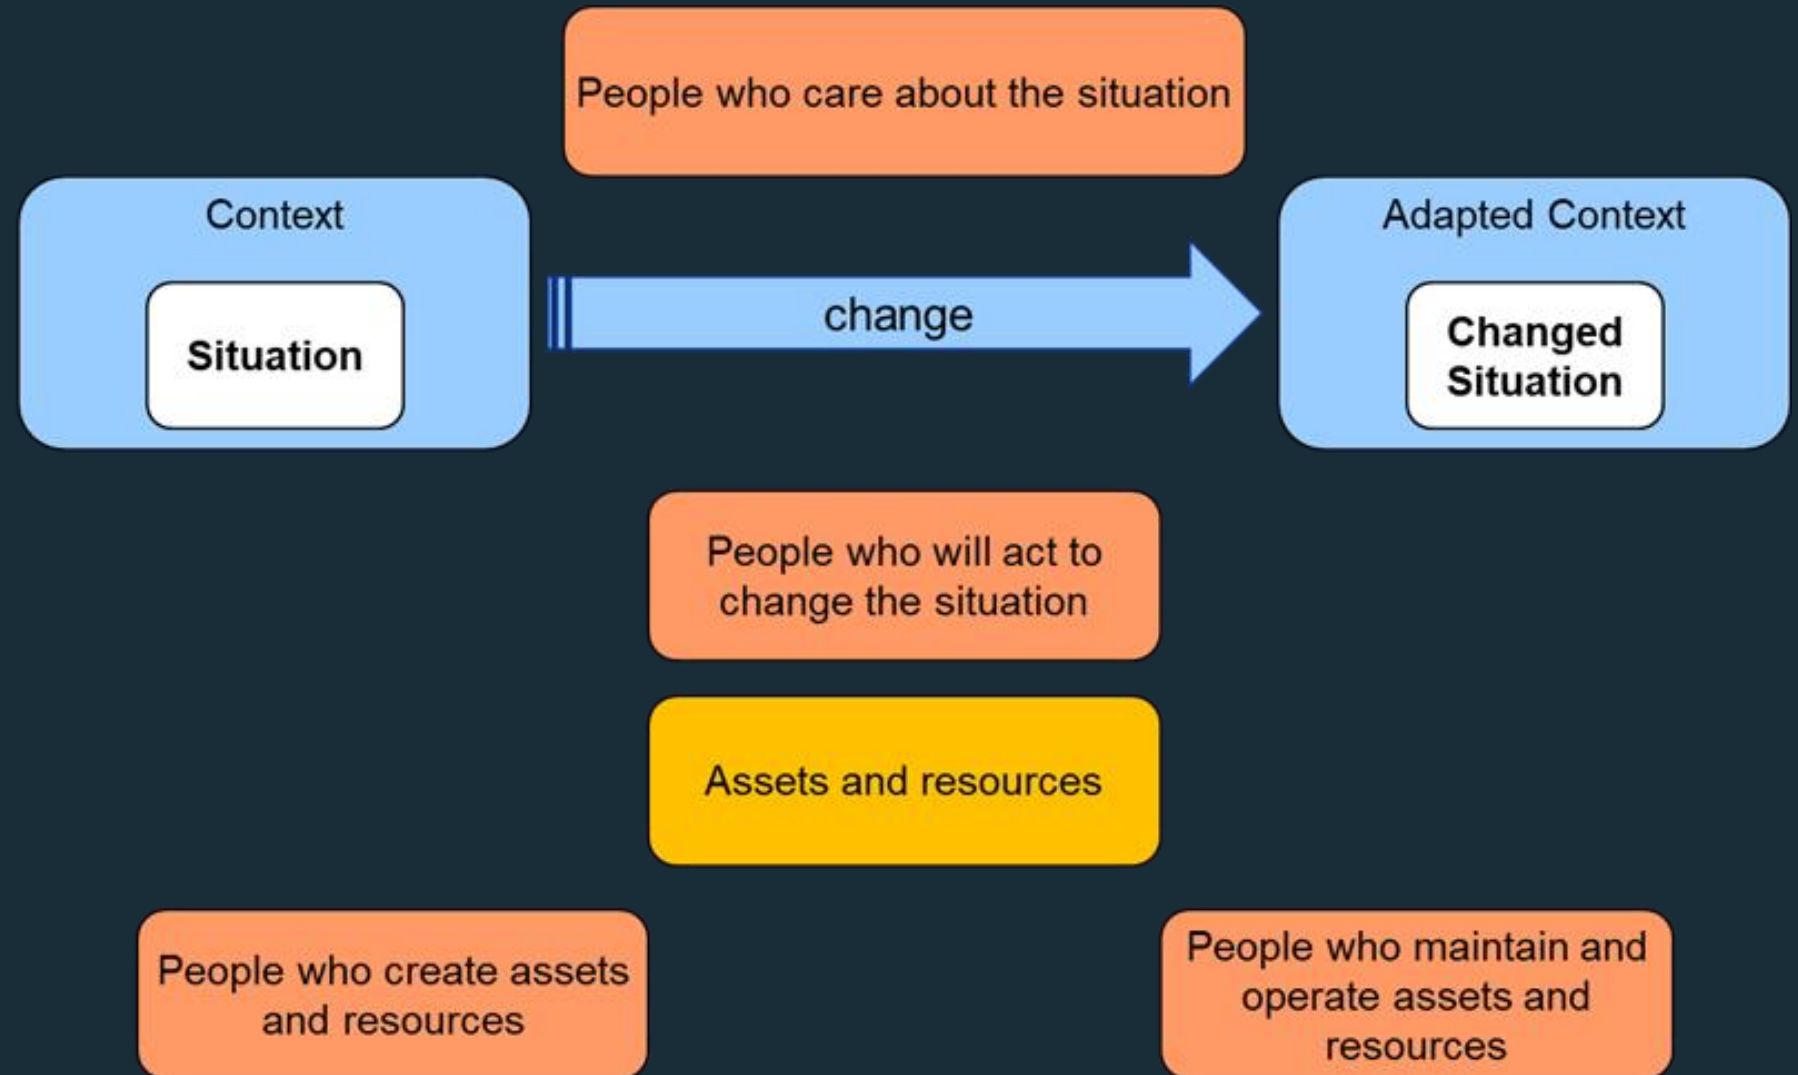 People who care about the situation
Context
Situation
change
Adapted Context
Changed
Situation
People who will act to
change the situation
Assets and resources
People who create assets
and resources
People who maintain and
operate assets and
resources